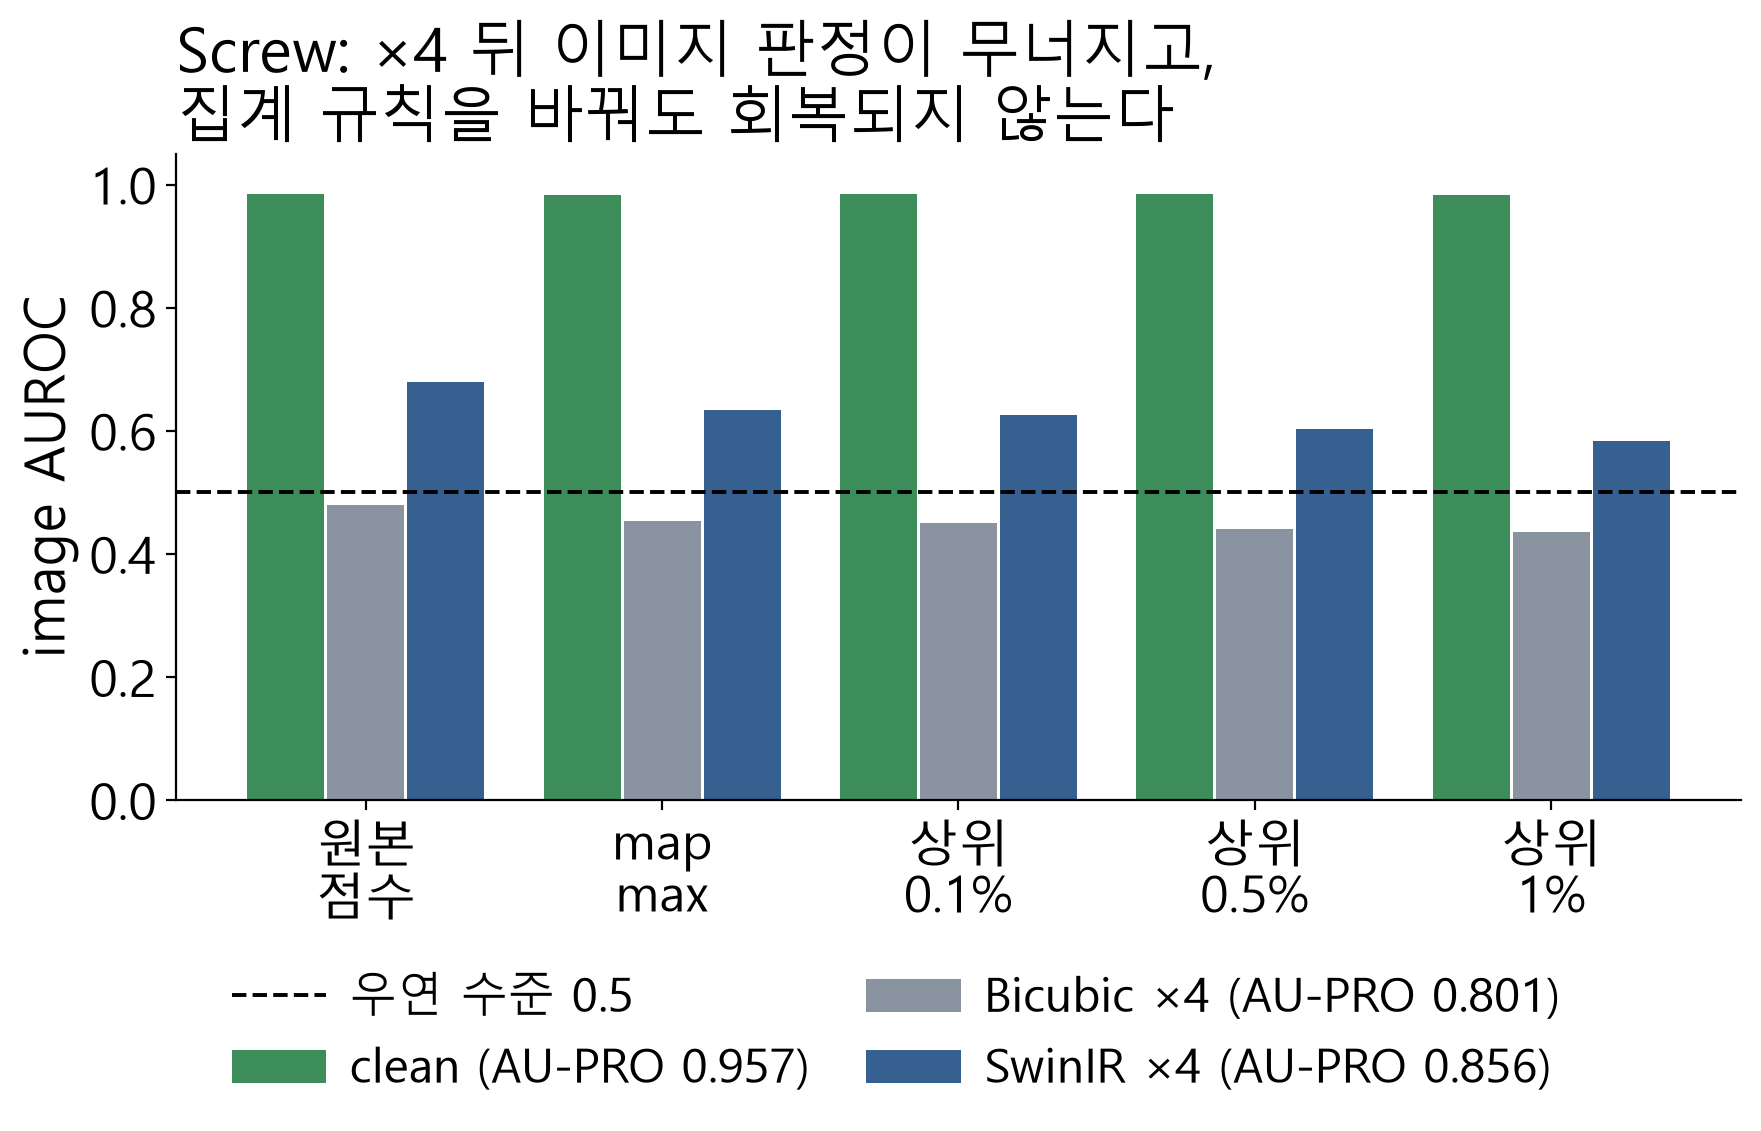 Screw: ×4 뒤 이미지 판정이 무너지고,
집계 규칙을 바꿔도 회복되지 않는다
image AUROC
1.0
0.8
0.6
0.4
0.2
0.0
원본
점수
map
max
상위
0.1%
상위
0.5%
상위
1%
우연 수준 0.5
clean (AU-PRO 0.957)
Bicubic ×4 (AU-PRO 0.801)
SwinIR ×4 (AU-PRO 0.856)